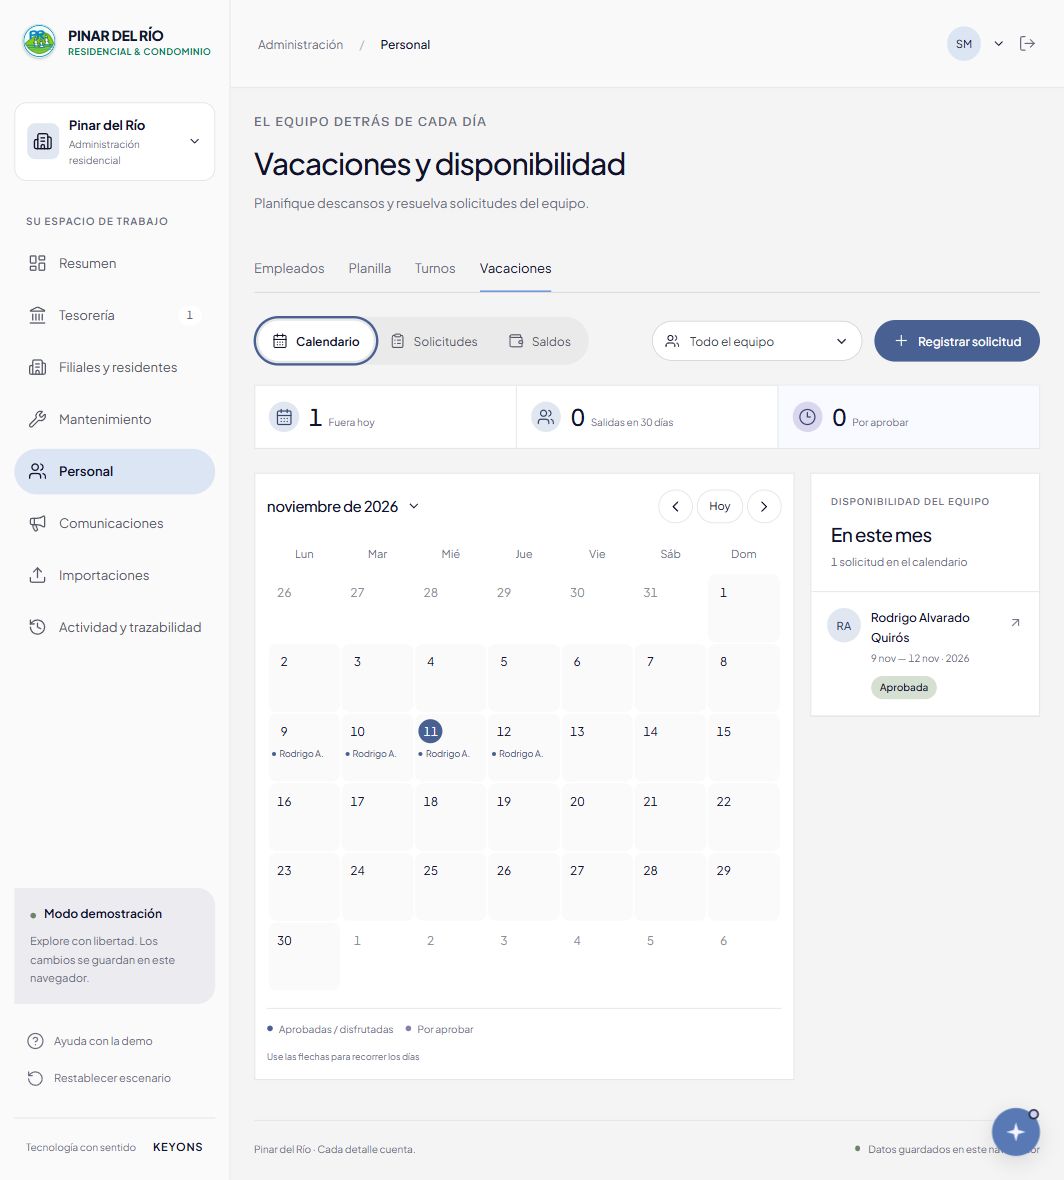 PINAR DEL RÍO
RESIDENCIAL & CONDOMINIO
Pinar del Río
Administración
residencial
SU ESPACIO DE TRABAJO
Resumen
Tesorería 1
Filiales y residentes
Mantenimiento
Personal
Comunicaciones
Importaciones
Actividad y trazabilidad
Modo demostración
Explore con libertad. Los
cambios se guardan en este
navegador.
Ayuda con la demo
Restablecer escenario
Tecnología con sentido KEYONS
Administración / Personal
SM
EL EQUIPO DETRÁS DE CADA DÍA
Vacaciones y disponibilidad
Planifique descansos y resuelva solicitudes del equipo.
Empleados Planilla Turnos Vacaciones
Calendario Solicitudes Saldos
Todo el equipo
Registrar solicitud
1 Fuera hoy
0 Salidas en 30 días
0 Por aprobar
noviembre de 2026
Hoy
Lun Mar Mié Jue Vie Sáb Dom
26 27 28 29 30 31 1
2 3 4 5 6 7 8
9 10 11 12 13 14 15
Rodrigo A. Rodrigo A. Rodrigo A. Rodrigo A.
16 17 18 19 20 21 22
23 24 25 26 27 28 29
30 1 2 3 4 5 6
Aprobadas / disfrutadas Por aprobar
Use las flechas para recorrer los días
DISPONIBILIDAD DEL EQUIPO
En este mes
1 solicitud en el calendario
RA
Rodrigo Alvarado
Quirós
9 nov — 12 nov · 2026
Aprobada
Pinar del Río · Cada detalle cuenta.
Datos guardados en este